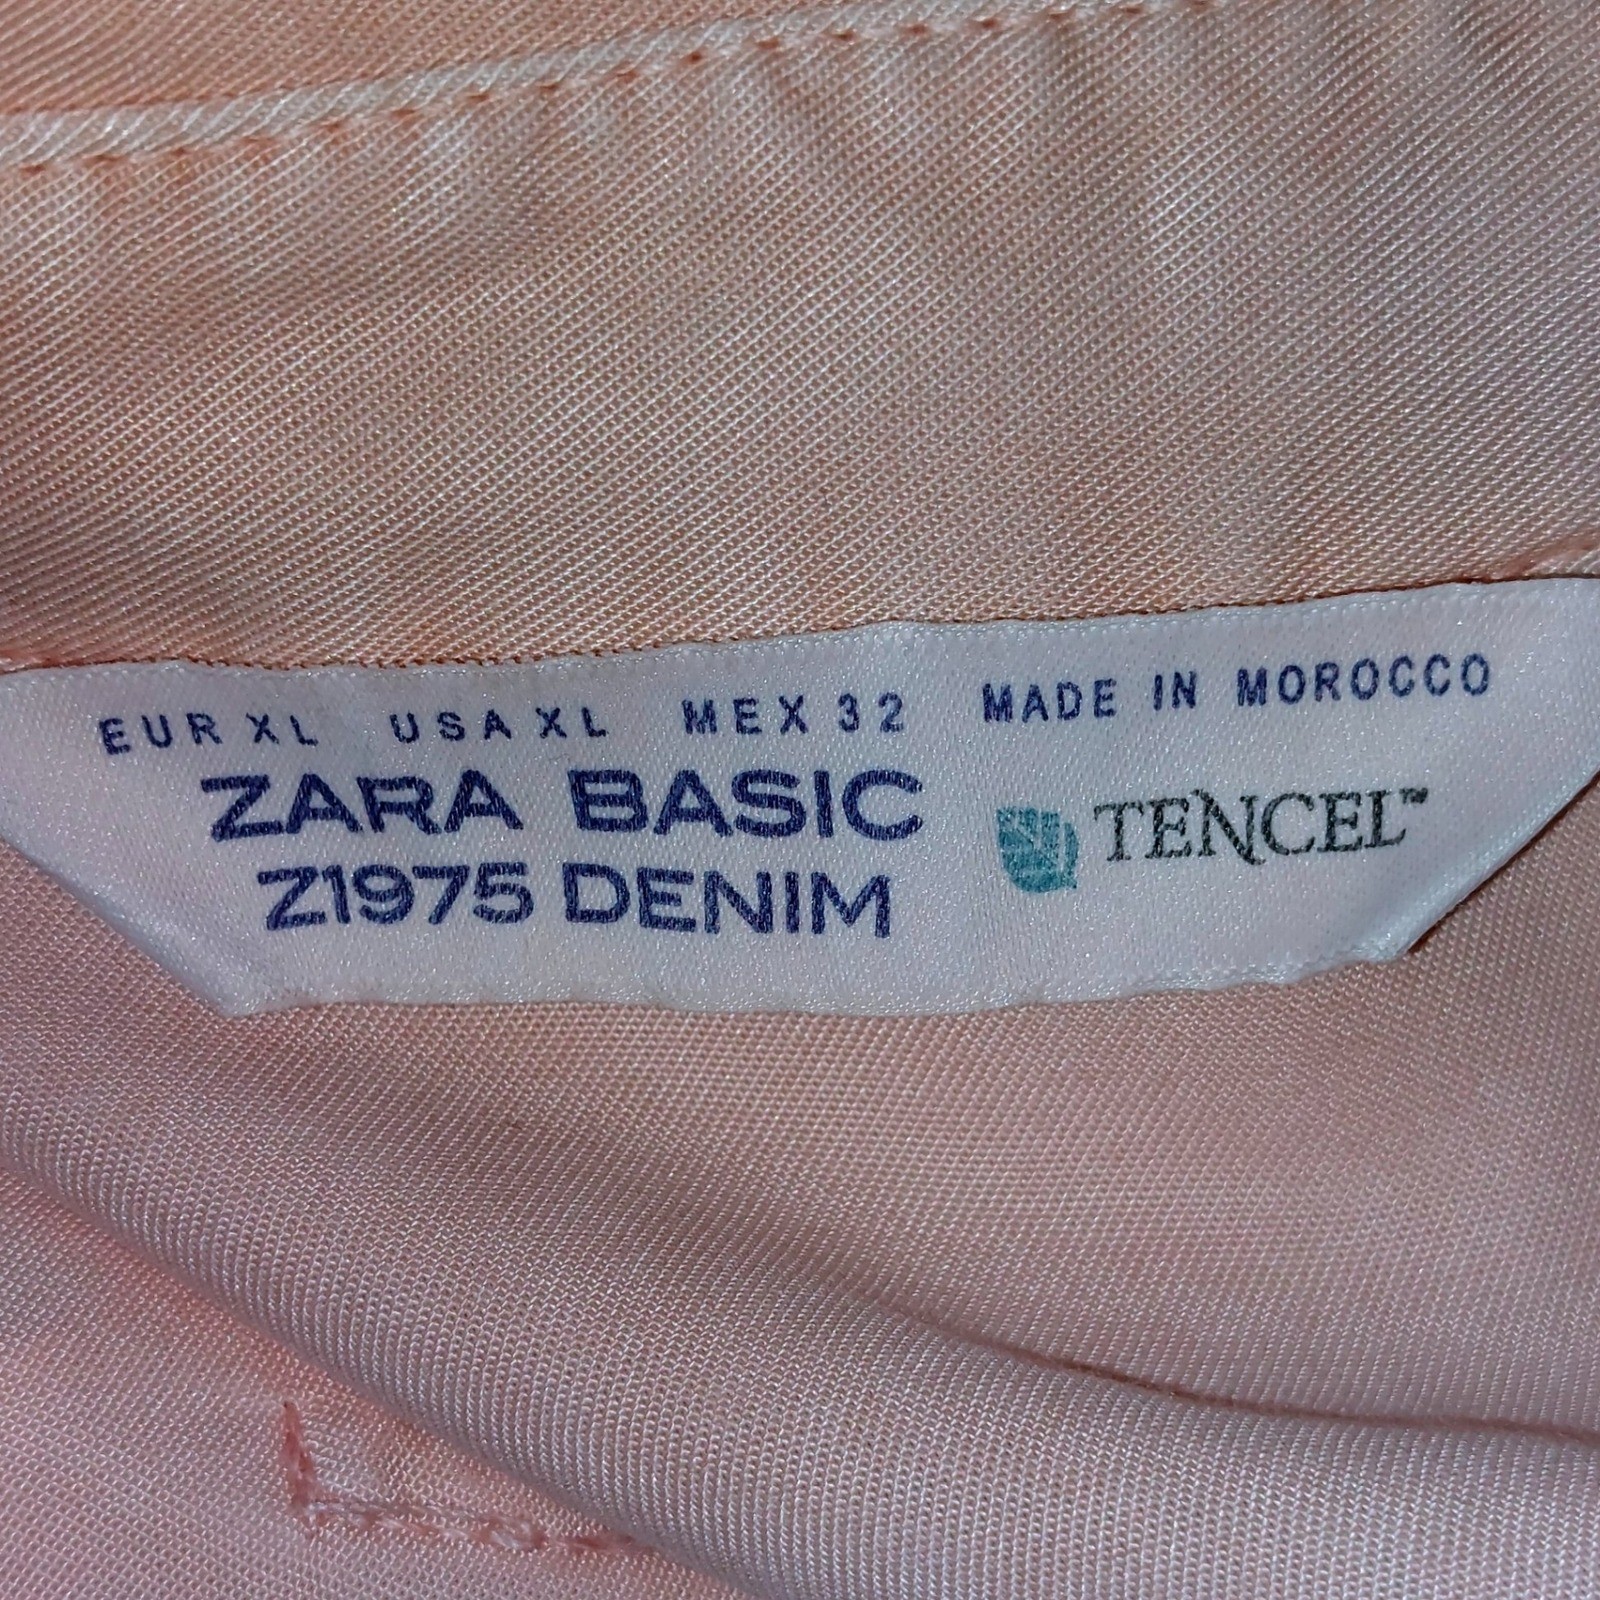 EUR XL USA XL MEX 32 MADE IN MOROCCO
ZARA BASIC
Z1975 DENIM
TENCEL™